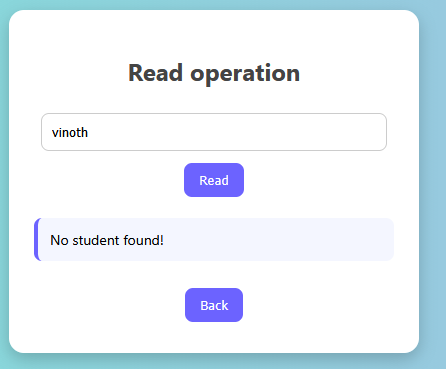 Read operation
vinoth
Read
No student found!
Back